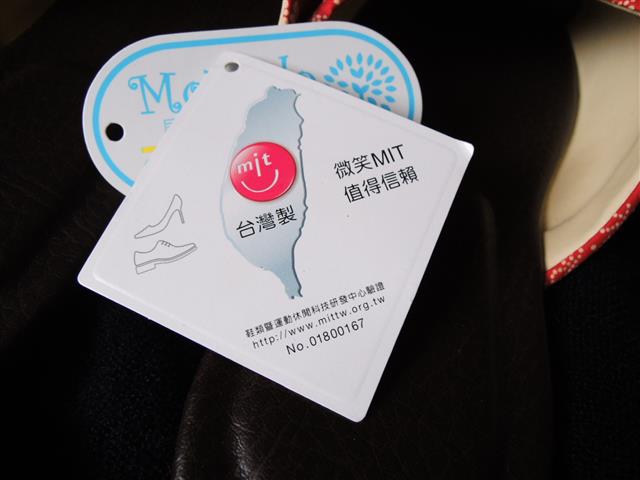 mit
微笑MIT
值得信賴
台灣製
鞋類暨運動休閒科技研發中心驗證
http://www.mittw.org.tw
No.01800167